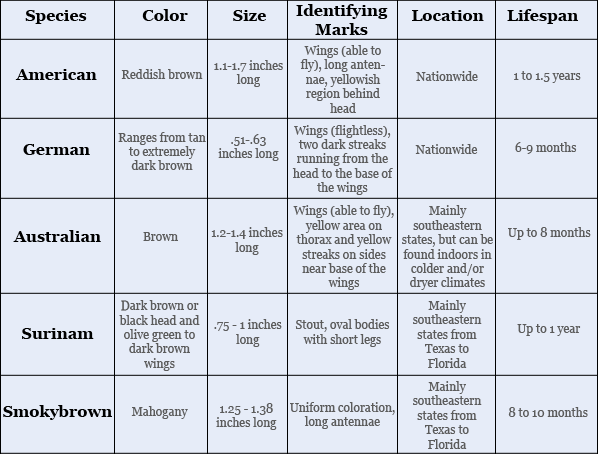 Species
Color
Size
Identifying
Marks
Location
Lifespan
American
Reddish brown
1.1-1.7 inches
long
Wings (able to
fly), long anten-
nae, yellowish
region behind
head
Nationwide
1 to 1.5 years
German
Ranges from tan
to extremely
dark brown
.51-.63
inches long
Wings (flightless),
two dark streaks
running from the
head to the base of
the wings
Nationwide
6-9 months
Australian
Brown
1.2-1.4 inches
long
Wings (able to fly),
yellow area on
thorax and yellow
streaks on sides
near base of the
wings
Mainly
southeastern
states, but can be
found indoors in
colder and/or
dryer climates
Up to 8 months
Surinam
Dark brown or
black head and
olive green to
dark brown
wings
.75 - 1 inches
long
Stout, oval bodies
with short legs
Mainly
southeastern
states from
Texas to
Florida
Up to 1 year
Smokybrown
Mahogany
1.25 - 1.38
inches long
Uniform coloration,
long antennae
Mainly
southeastern
states from
Texas to
Florida
8 to 10 months